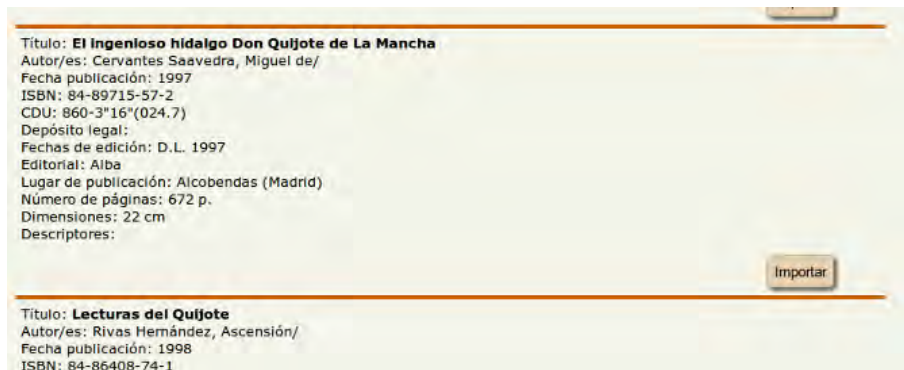 Título: El ingenioso hidalgo Don Quijote de La Mancha
Autor/es: Cervantes Saavedra, Miguel de/
Fecha publicación: 1997
ISBN: 84-89715-57-2
CDU: 860-3"16"(024.7)
Depósito legal:
Fechas de edición: D.L. 1997
Editorial: Alba
Lugar de publicación: Alcobendas (Madrid)
Número de páginas: 672 p.
Dimensiones: 22 cm
Descriptores:
Importar
Título: Lecturas del Quijote
Autor/es: Rivas Hernández, Ascensión/
Fecha publicación: 1998
ISBN: 84-86408-74-1